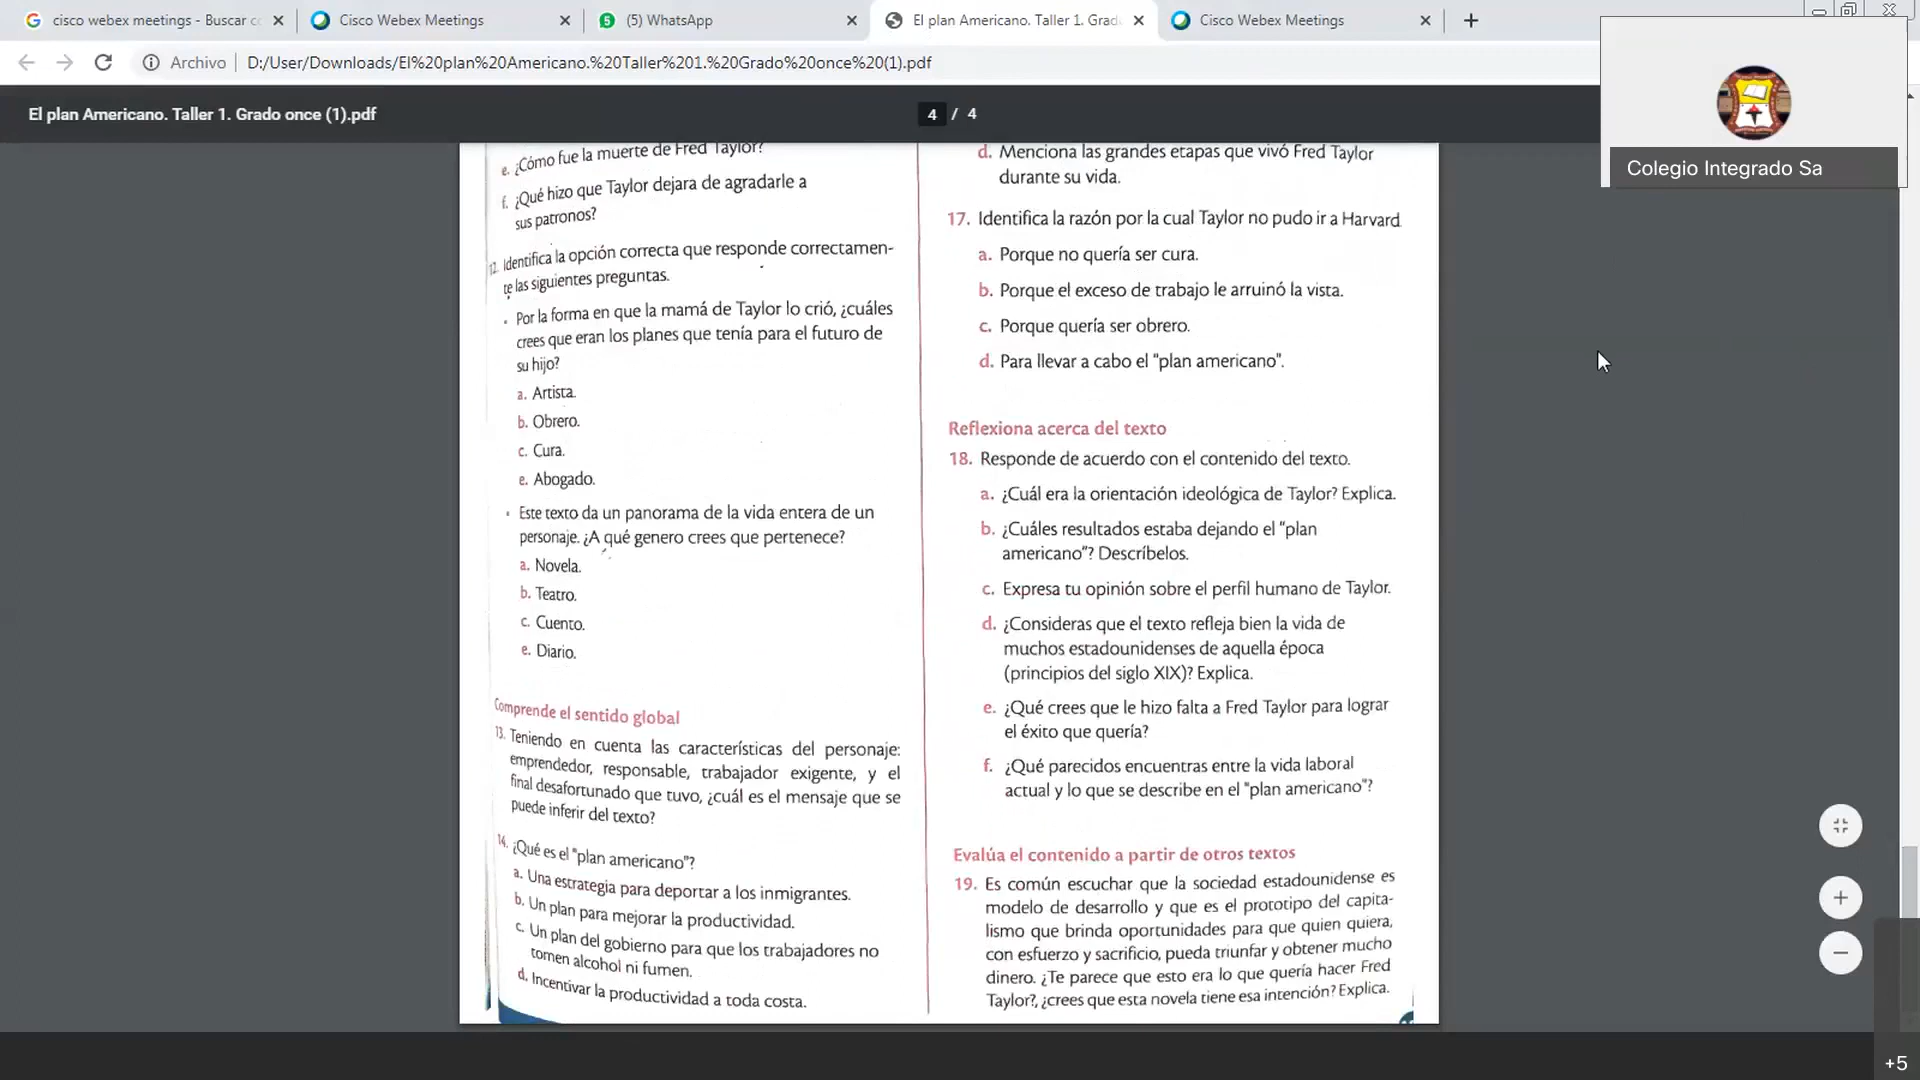 cisco webex meetings - Buscar c
Cisco Webex Meetings
(5) WhatsApp
El plan Americano. Taller 1. Grad
Cisco Webex Meetings
Archivo
D:/User/Downloads/El%20plan%20Americano.%20Taller%201.%20Grado%20once%20(1).pdf
El plan Americano. Taller 1. Grado once (1).pdf
4 / 4
Colegio Integrado Sa
e. ¿Cómo fue la muerte de Fred Taylor?
f. ¿Qué hizo que Taylor dejara de agradarle a
sus patronos?
12. Identifica la opción correcta que responde correctamen-
te las siguientes preguntas.
• Por la forma en que la mamá de Taylor lo crió, ¿cuáles
crees que eran los planes que tenía para el futuro de
su hijo?
a. Artista.
b. Obrero.
c. Cura.
e. Abogado.
• Este texto da un panorama de la vida entera de un
personaje. ¿A qué genero crees que pertenece?
a. Novela.
b. Teatro.
c. Cuento.
e. Diario.
Comprende el sentido global
13. Teniendo en cuenta las características del personaje:
emprendedor, responsable, trabajador exigente, y el
final desafortunado que tuvo, ¿cuál es el mensaje que se
puede inferir del texto?
14. ¿Qué es el "plan americano"?
a. Una estrategia para deportar a los inmigrantes.
b. Un plan para mejorar la productividad.
c. Un plan del gobierno para que los trabajadores no
tomen alcohol ni fumen.
d. Incentivar la productividad a toda costa.
d. Menciona las grandes etapas que vivó Fred Taylor
durante su vida.
17. Identifica la razón por la cual Taylor no pudo ir a Harvard
a. Porque no quería ser cura.
b. Porque el exceso de trabajo le arruinó la vista.
c. Porque quería ser obrero.
d. Para llevar a cabo el "plan americano".
Reflexiona acerca del texto
18. Responde de acuerdo con el contenido del texto.
a. ¿Cuál era la orientación ideológica de Taylor? Explica.
b. ¿Cuáles resultados estaba dejando el "plan
americano"? Descríbelos.
c. Expresa tu opinión sobre el perfil humano de Taylor.
d. ¿Consideras que el texto refleja bien la vida de
muchos estadounidenses de aquella época
(principios del siglo XIX)? Explica.
e. ¿Qué crees que le hizo falta a Fred Taylor para lograr
el éxito que quería?
f. ¿Qué parecidos encuentras entre la vida laboral
actual y lo que se describe en el "plan americano"?
Evalúa el contenido a partir de otros textos
19. Es común escuchar que la sociedad estadounidense es
modelo de desarrollo y que es el prototipo del capita-
lismo que brinda oportunidades para que quien quiera,
con esfuerzo y sacrificio, pueda triunfar y obtener mucho
dinero. ¿Te parece que esto era lo que quería hacer Fred
Taylor?, ¿crees que esta novela tiene esa intención? Explica.
+5